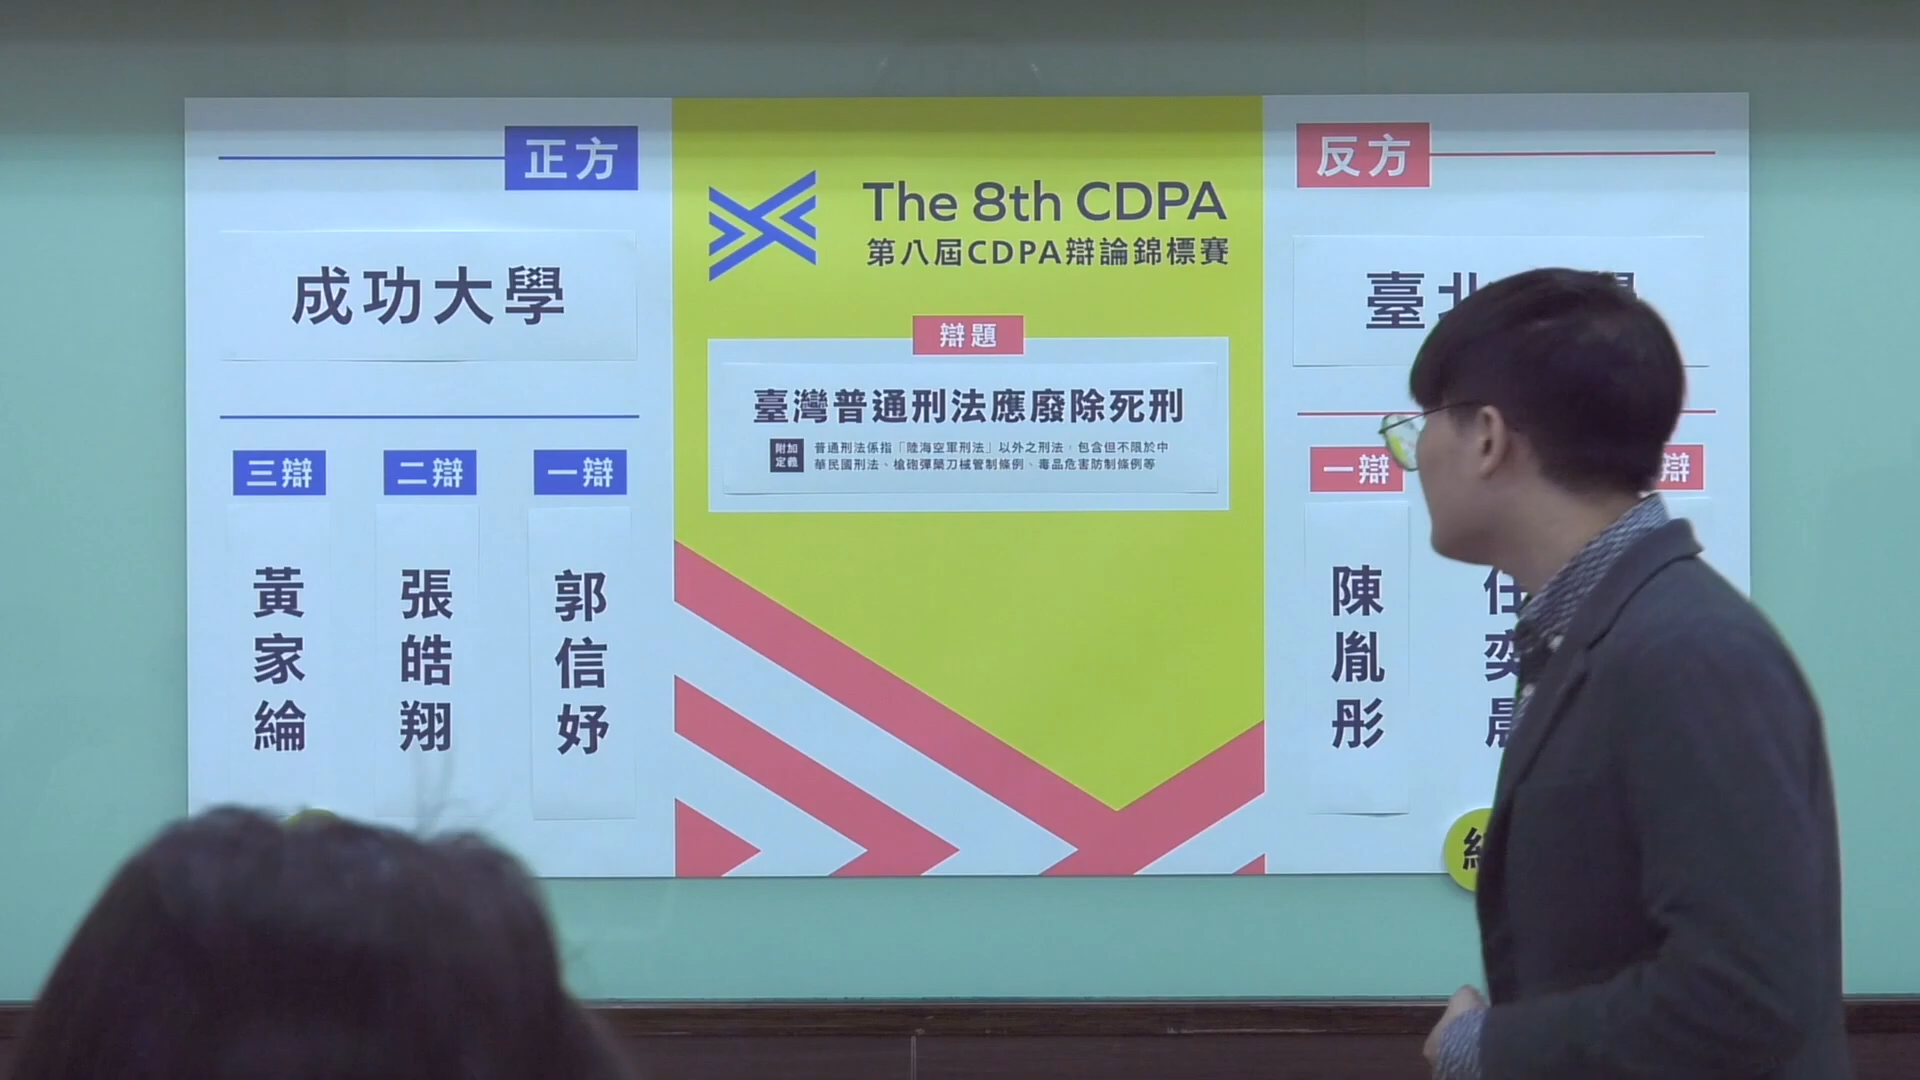 正方
成功大學
三辯
二辯
一辯
黃家綸
張皓翔
郭信妤
The 8th CDPA
第八屆CDPA辯論錦標賽
辯題
臺灣普通刑法應廢除死刑
附加定義
普通刑法係指「陸海空軍刑法」以外之刑法,包含但不限於中
華民國刑法、槍砲彈藥刀械管制條例、毒品危害防制條例等
反方
臺北
學
一辯
辯
陳胤彤
任奕晨